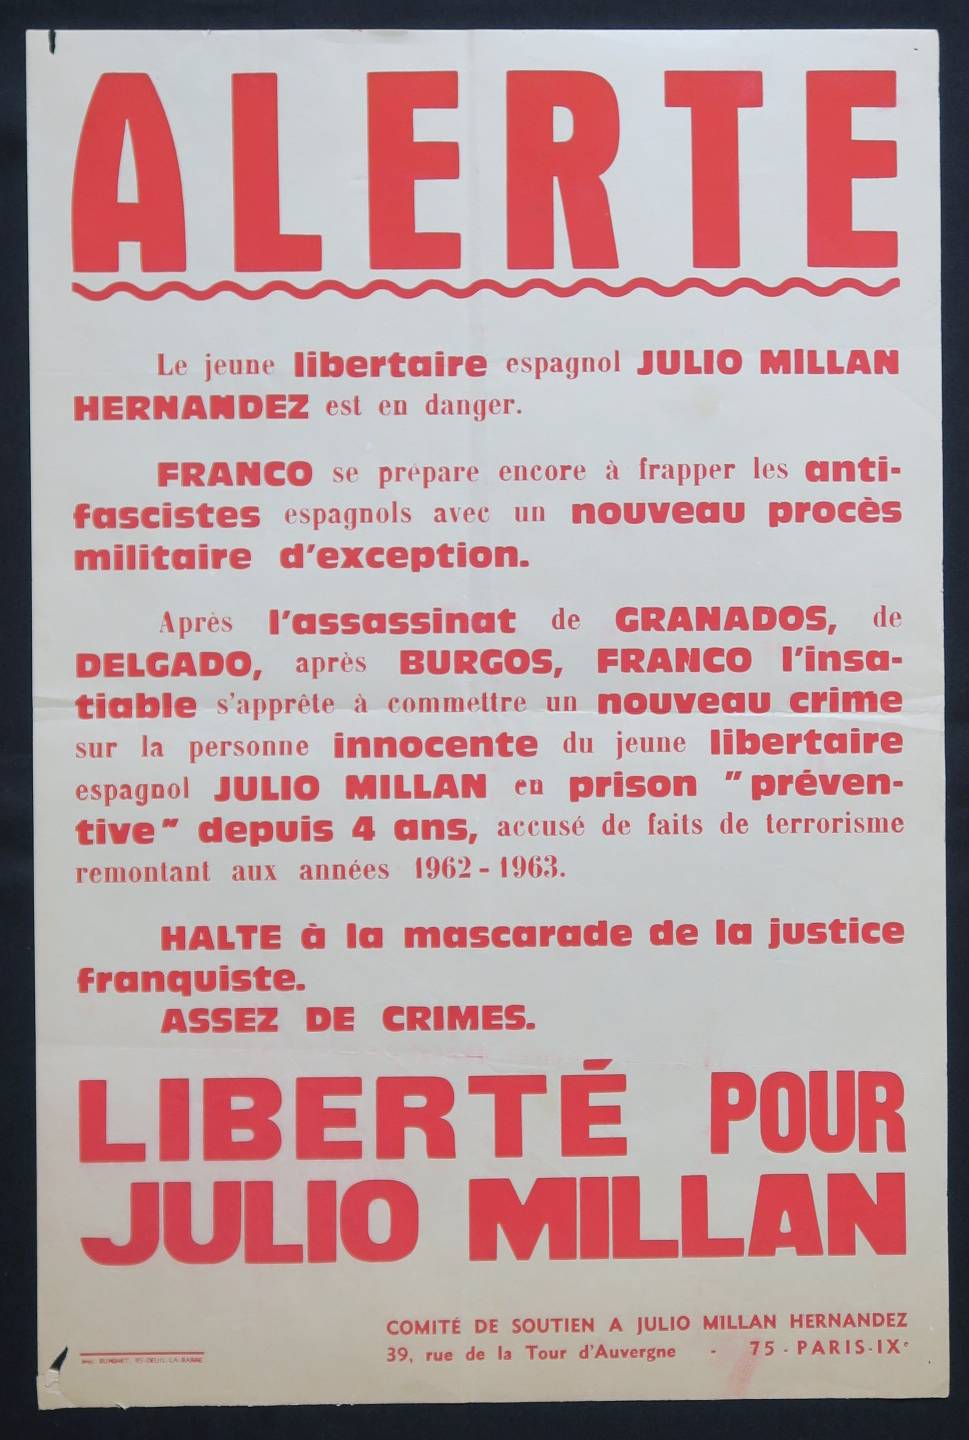 ALERTE
Le jeune libertaire espagnol JULIO MILLAN
HERNANDEZ est en danger.
FRANCO se prépare encore à frapper les anti-
fascistes espagnols avec un nouveau procès
militaire d'exception.
Après l'assassinat de GRANADOS, de
DELGADO, après BURGOS, FRANCO l'insa-
tiable s'apprête à commettre un nouveau crime
sur la personne innocente du jeune libertaire
espagnol JULIO MILLAN en prison "préven-
tive" depuis 4 ans, accusé de faits de terrorisme
remontant aux années 1962-1963.
HALTE à la mascarade de la justice
franquiste.
ASSEZ DE CRIMES.
LIBERTÉ POUR
JULIO MILLAN
COMITÉ DE SOUTIEN A JULIO MILLAN HERNANDEZ
39, rue de la Tour d'Auvergne - 75 - PARIS-IXe
95-DEUIL-LA-BARRE